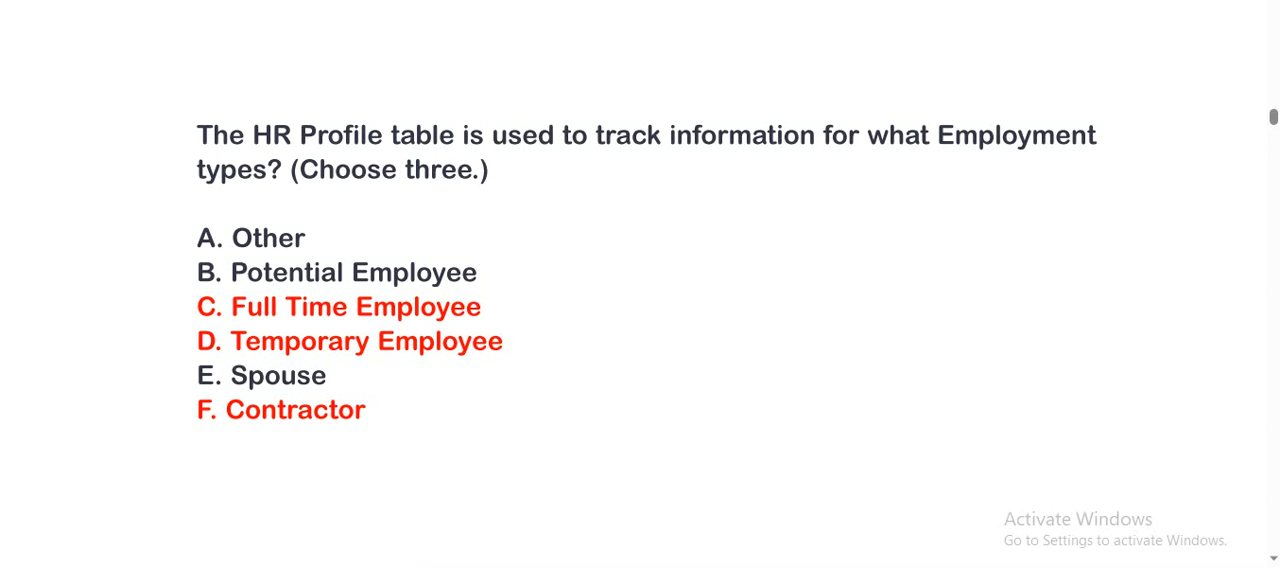 The HR Profile table is used to track information for what Employment
types? (Choose three.)
A. Other
B. Potential Employee
C. Full Time Employee
D. Temporary Employee
E. Spouse
F. Contractor
Activate Windows
Go to Settings to activate Windows.